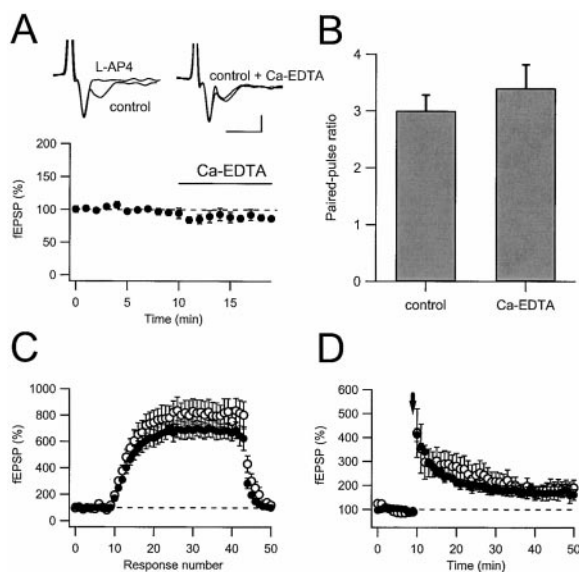 A
L-AP4
control
control + Ca-EDTA
200
150
100
50
0
fEPSP (%)
Ca-EDTA
0 5 10 15
Time (min)
B
4
3
2
1
0
Paired-pulse ratio
control Ca-EDTA
C
1000
800
600
400
200
0
fEPSP (%)
0 10 20 30 40 50
Response number
D
600
500
400
300
200
100
fEPSP (%)
0 10 20 30 40 50
Time (min)